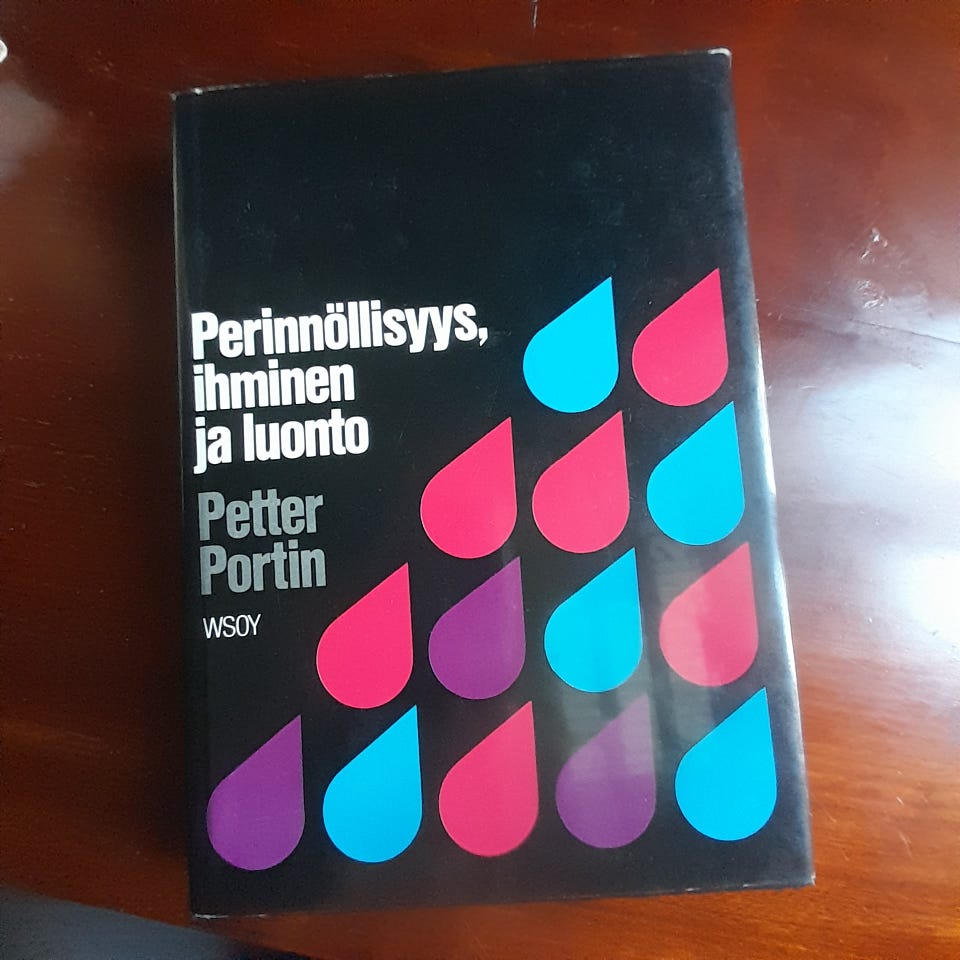 Perinnöllisyys,
ihminen
ja luonto
Petter
Portin
WSOY